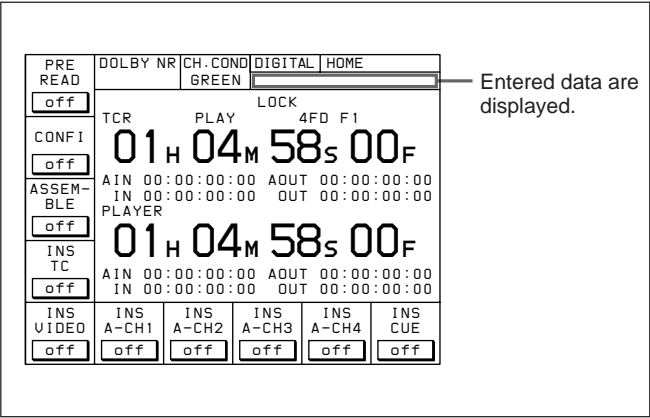 PRE READ
off
DOLBY NR CH.COND DIGITAL HOME
GREEN
Entered data are
displayed.
LOCK
TCR PLAY 4FD F1
01H 04M 58S 00F
CONFI
off
AIN 00:00:00:00 AOUT 00:00:00:00
IN 00:00:00:00 OUT 00:00:00:00
ASSEM-
BLE
off
PLAYER
01H 04M 58S 00F
INS
TC
off
AIN 00:00:00:00 AOUT 00:00:00:00
IN 00:00:00:00 OUT 00:00:00:00
INS INS INS INS INS INS
VIDEO A-CH1 A-CH2 A-CH3 A-CH4 CUE
off off off off off off